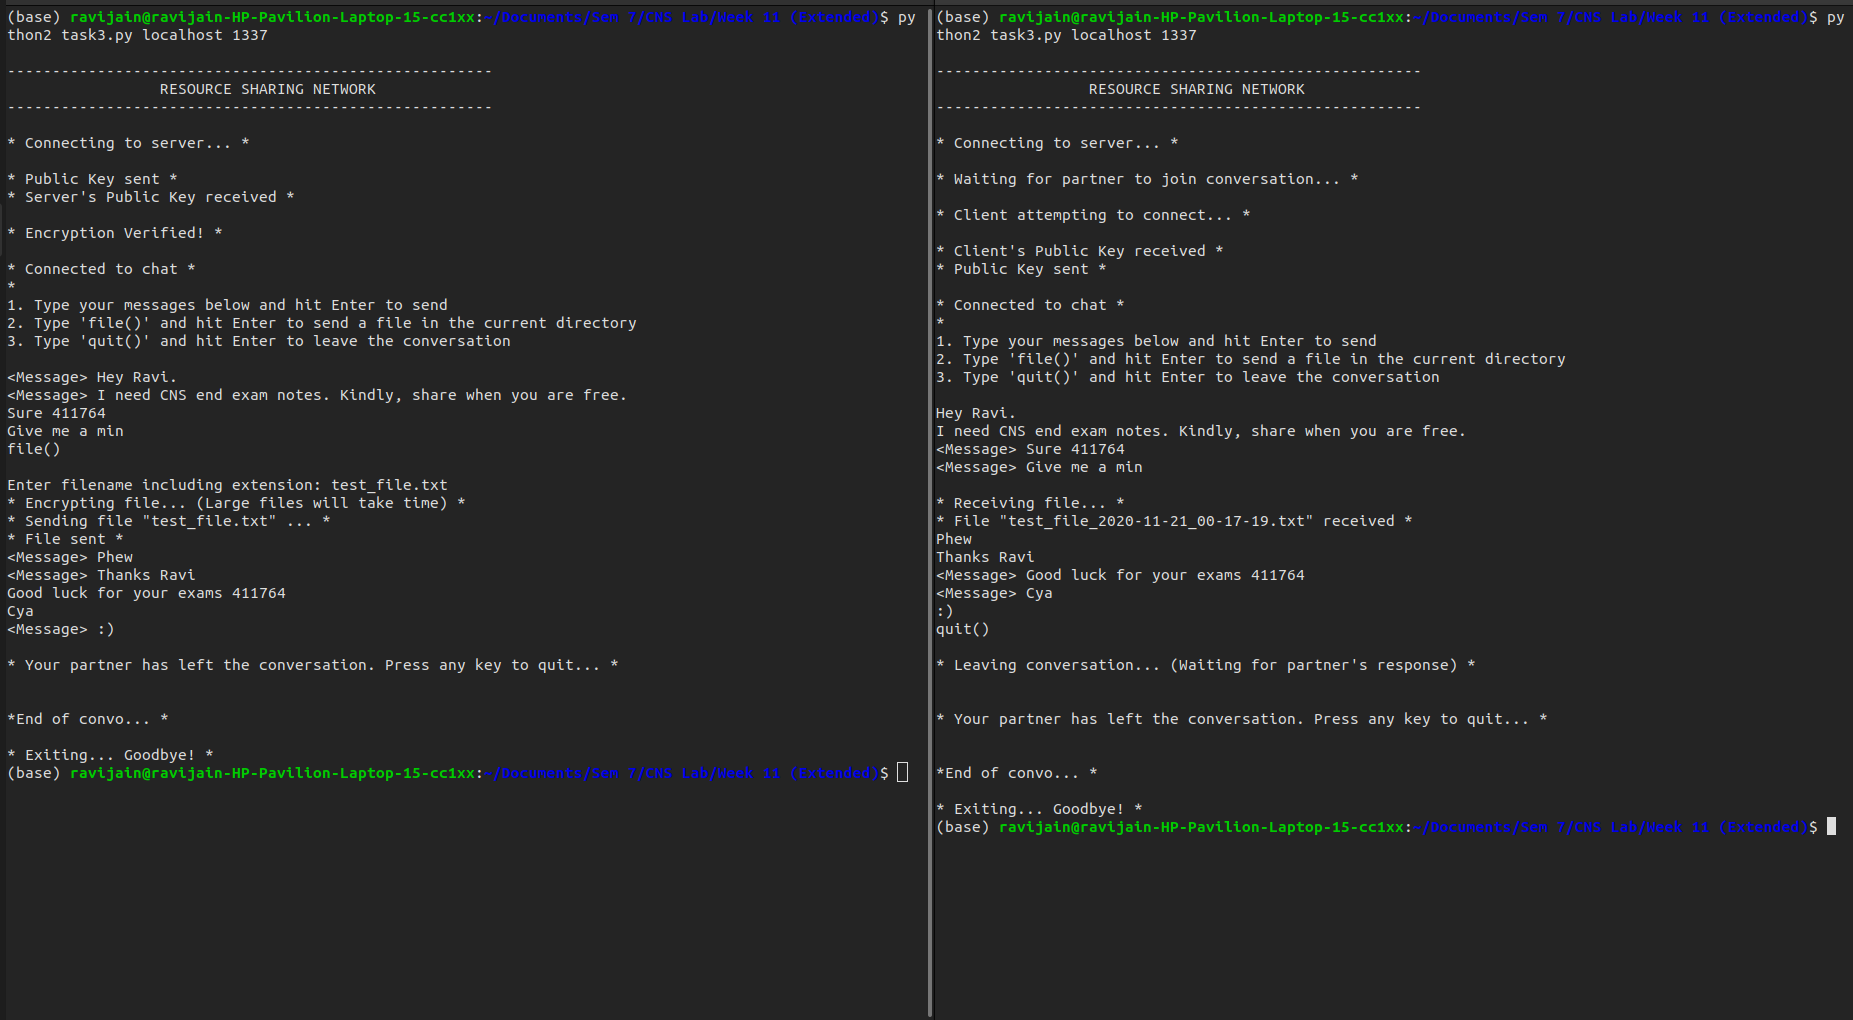 (base) ravijain@ravijain-HP-Pavilion-Laptop-15-cc1xx:~/Documents/Sem 7/CNS Lab/Week 11 (Extended)$ py
thon2 task3.py localhost 1337
------------------------------------------------------
RESOURCE SHARING NETWORK
------------------------------------------------------
* Connecting to server... *
* Public Key sent *
* Server's Public Key received *
* Encryption Verified! *
* Connected to chat *
*
1. Type your messages below and hit Enter to send
2. Type 'file()' and hit Enter to send a file in the current directory
3. Type 'quit()' and hit Enter to leave the conversation
<Message> Hey Ravi.
<Message> I need CNS end exam notes. Kindly, share when you are free.
Sure 411764
Give me a min
file()
Enter filename including extension: test_file.txt
* Encrypting file... (Large files will take time) *
* Sending file "test_file.txt" ... *
* File sent *
<Message> Phew
<Message> Thanks Ravi
Good luck for your exams 411764
Cya
<Message> :)
* Your partner has left the conversation. Press any key to quit... *
*End of convo... *
* Exiting... Goodbye! *
(base) ravijain@ravijain-HP-Pavilion-Laptop-15-cc1xx:~/Documents/Sem 7/CNS Lab/Week 11 (Extended)$
(base) ravijain@ravijain-HP-Pavilion-Laptop-15-cc1xx:~/Documents/Sem 7/CNS Lab/Week 11 (Extended)$ py
thon2 task3.py localhost 1337
------------------------------------------------------
RESOURCE SHARING NETWORK
------------------------------------------------------
* Connecting to server... *
* Waiting for partner to join conversation... *
* Client attempting to connect... *
* Client's Public Key received *
* Public Key sent *
* Connected to chat *
*
1. Type your messages below and hit Enter to send
2. Type 'file()' and hit Enter to send a file in the current directory
3. Type 'quit()' and hit Enter to leave the conversation
Hey Ravi.
I need CNS end exam notes. Kindly, share when you are free.
<Message> Sure 411764
<Message> Give me a min
* Receiving file... *
* File "test_file_2020-11-21_00-17-19.txt" received *
Phew
Thanks Ravi
<Message> Good luck for your exams 411764
<Message> Cya
:)
quit()
* Leaving conversation... (Waiting for partner's response) *
* Your partner has left the conversation. Press any key to quit... *
*End of convo... *
* Exiting... Goodbye! *
(base) ravijain@ravijain-HP-Pavilion-Laptop-15-cc1xx:~/Documents/Sem 7/CNS Lab/Week 11 (Extended)$